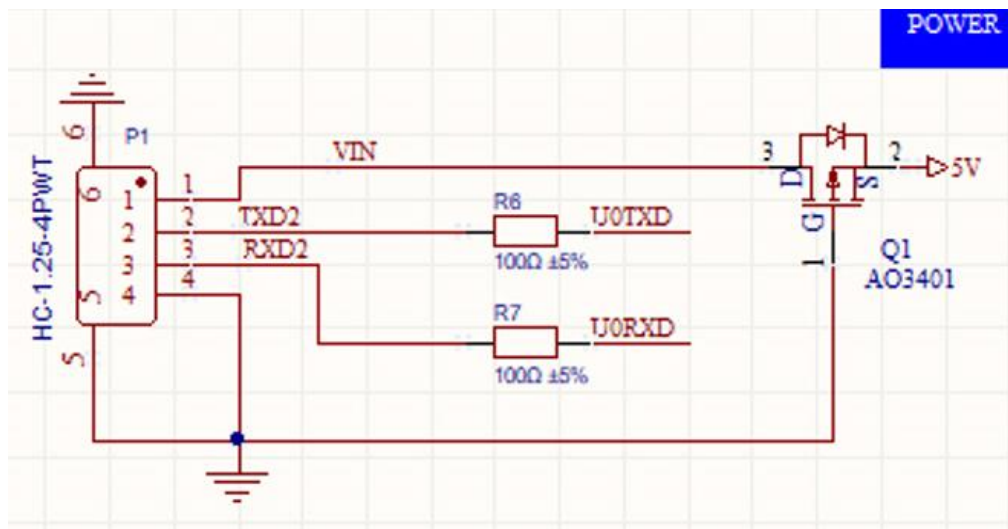 POWER
6
P1
VIN
3
2
D
S
5V
HC-1.25-4PWT
6
1
1
2
2
TXD2
R6
U0TXD
100Ω ±5%
G
Q1
3
3
RXD2
1
AO3401
5
4
4
R7
U0RXD
100Ω ±5%
5